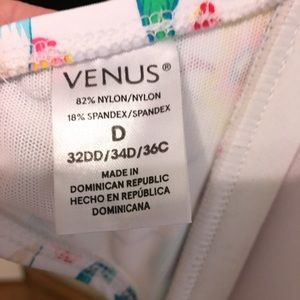 VENUS®
82% NYLON/NYLON
18% SPANDEX/SPANDEX
D
32DD/34D/36C
MADE IN
DOMINICAN REPUBLIC
HECHO EN REPÚBLICA
DOMINICANA